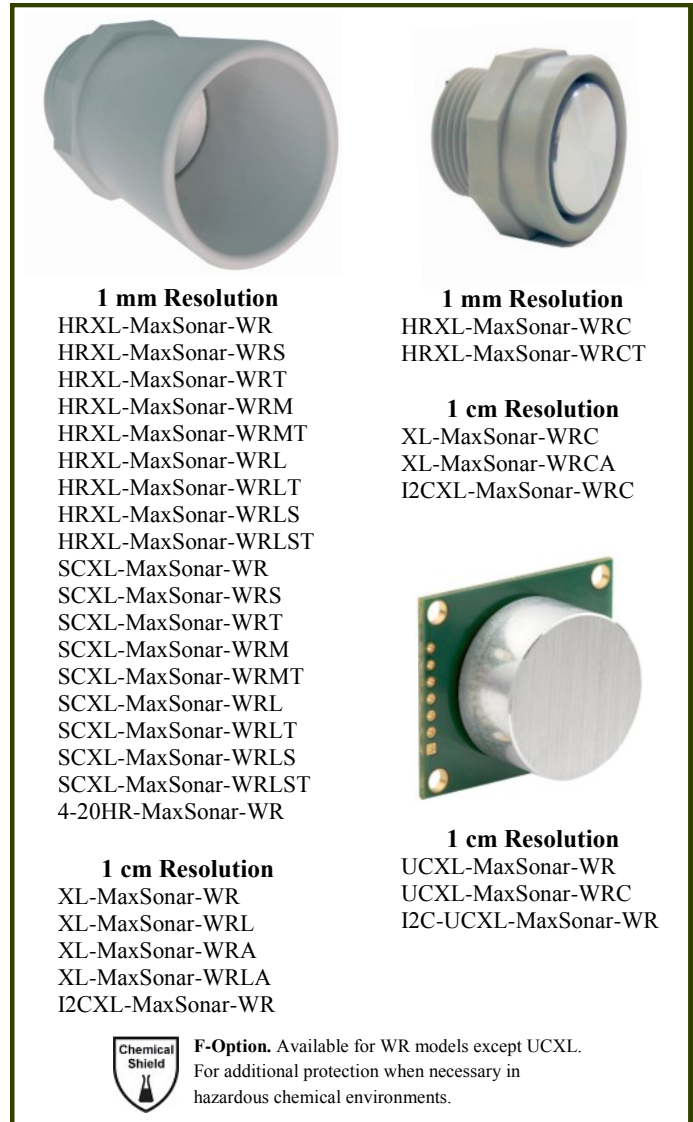 1 mm Resolution
HRXL-MaxSonar-WR
HRXL-MaxSonar-WRS
HRXL-MaxSonar-WRT
HRXL-MaxSonar-WRM
HRXL-MaxSonar-WRMT
HRXL-MaxSonar-WRL
HRXL-MaxSonar-WRLT
HRXL-MaxSonar-WRLS
HRXL-MaxSonar-WRLST
SCXL-MaxSonar-WR
SCXL-MaxSonar-WRS
SCXL-MaxSonar-WRT
SCXL-MaxSonar-WRM
SCXL-MaxSonar-WRMT
SCXL-MaxSonar-WRL
SCXL-MaxSonar-WRLT
SCXL-MaxSonar-WRLS
SCXL-MaxSonar-WRLST
4-20HR-MaxSonar-WR
1 cm Resolution
XL-MaxSonar-WR
XL-MaxSonar-WRL
XL-MaxSonar-WRA
XL-MaxSonar-WRLA
I2CXL-MaxSonar-WR
1 mm Resolution
HRXL-MaxSonar-WRC
HRXL-MaxSonar-WRCT
1 cm Resolution
XL-MaxSonar-WRC
XL-MaxSonar-WRCA
I2CXL-MaxSonar-WRC
1 cm Resolution
UCXL-MaxSonar-WR
UCXL-MaxSonar-WRC
I2C-UCXL-MaxSonar-WR
Chemical
Shield
F-Option. Available for WR models except UCXL.
For additional protection when necessary in
hazardous chemical environments.